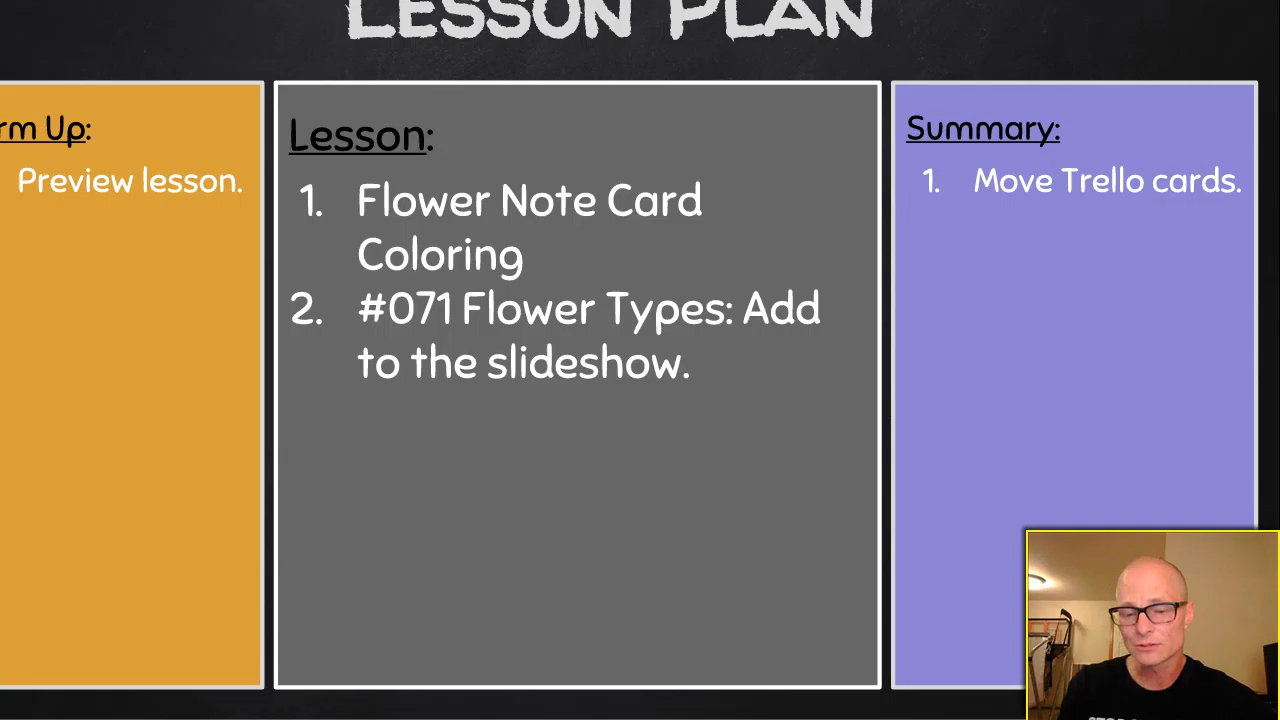 LESSON PLAN
rm Up:
Preview lesson.
Lesson:
1. Flower Note Card
Coloring
2. #071 Flower Types: Add
to the slideshow.
Summary:
1. Move Trello cards.